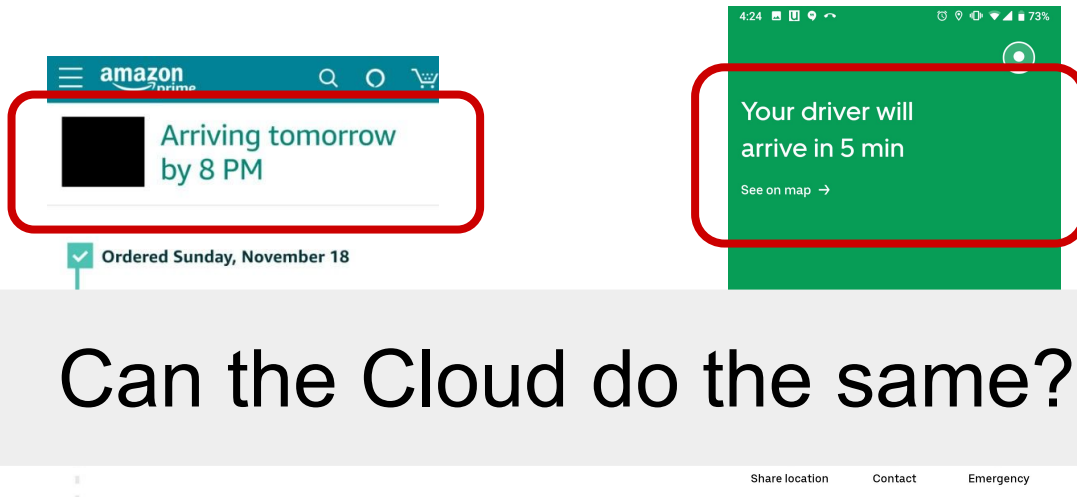 amazon
prime
Arriving tomorrow
by 8 PM
Ordered Sunday, November 18
4:24
73%
Your driver will
arrive in 5 min
See on map →
Can the Cloud do the same?
Share location Contact Emergency